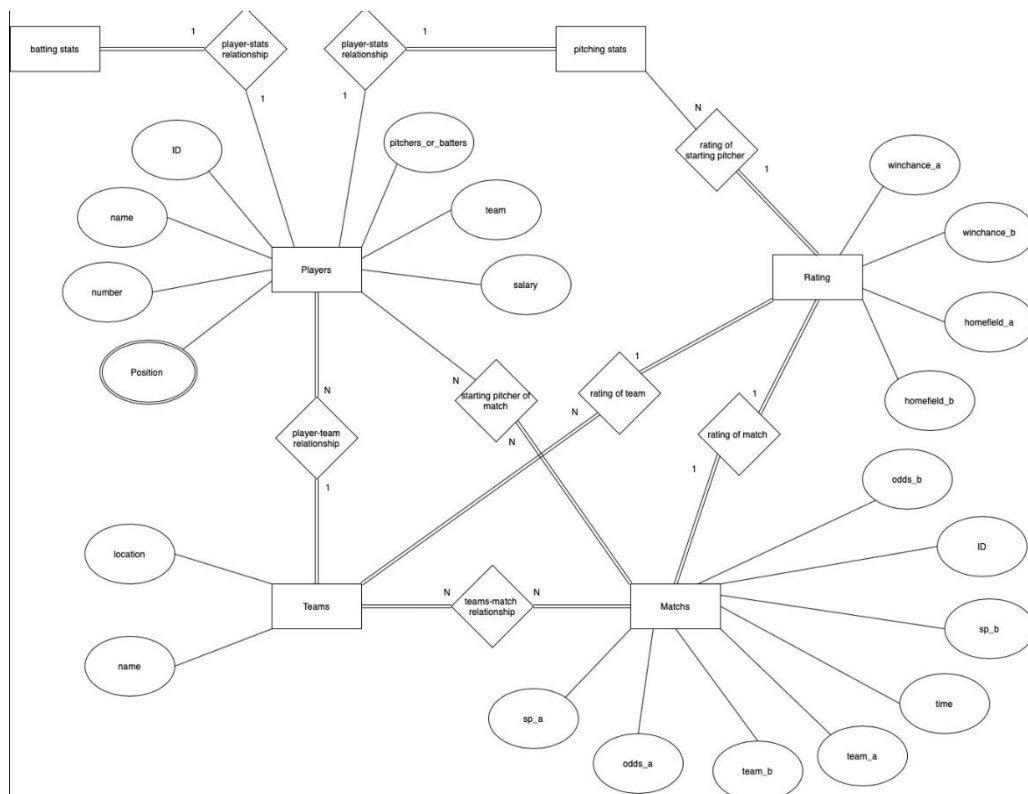 batting stats
1
player-stats
relationship
player-stats
relationship
1
pitching stats
1
1
N
rating of
starting pitcher
1
ID
pitchers_or_batters
winchance_a
name
team
winchance_b
Players
Rating
number
salary
homefield_a
Position
N
starting pitcher of
match
N
1
rating of team
N
homefield_b
1
rating of match
1
N
player-team
relationship
1
odds_b
location
ID
Teams
N
teams-match
relationship
N
Matchs
sp_b
name
time
sp_a
odds_a
team_b
team_a